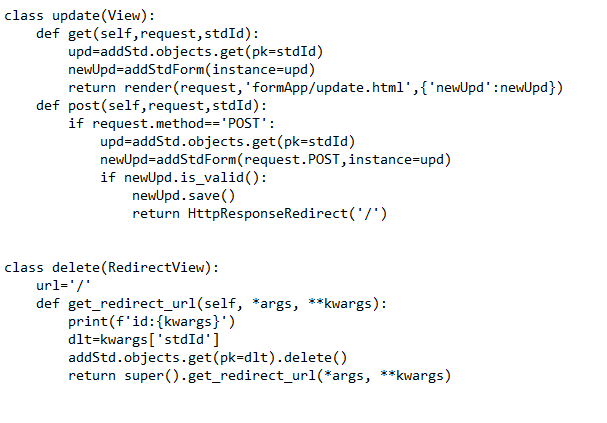 class update(View):
    def get(self,request,stdId):
        upd=addStd.objects.get(pk=stdId)
        newUpd=addStdForm(instance=upd)
        return render(request,'formApp/update.html',{'newUpd':newUpd})
    def post(self,request,stdId):
        if request.method=='POST':
            upd=addStd.objects.get(pk=stdId)
            newUpd=addStdForm(request.POST,instance=upd)
            if newUpd.is_valid():
                newUpd.save()
                return HttpResponseRedirect('/')
class delete(RedirectView):
    url='/'
    def get_redirect_url(self, *args, **kwargs):
        print(f'id:{kwargs}')
        dlt=kwargs['stdId']
        addStd.objects.get(pk=dlt).delete()
        return super().get_redirect_url(*args, **kwargs)